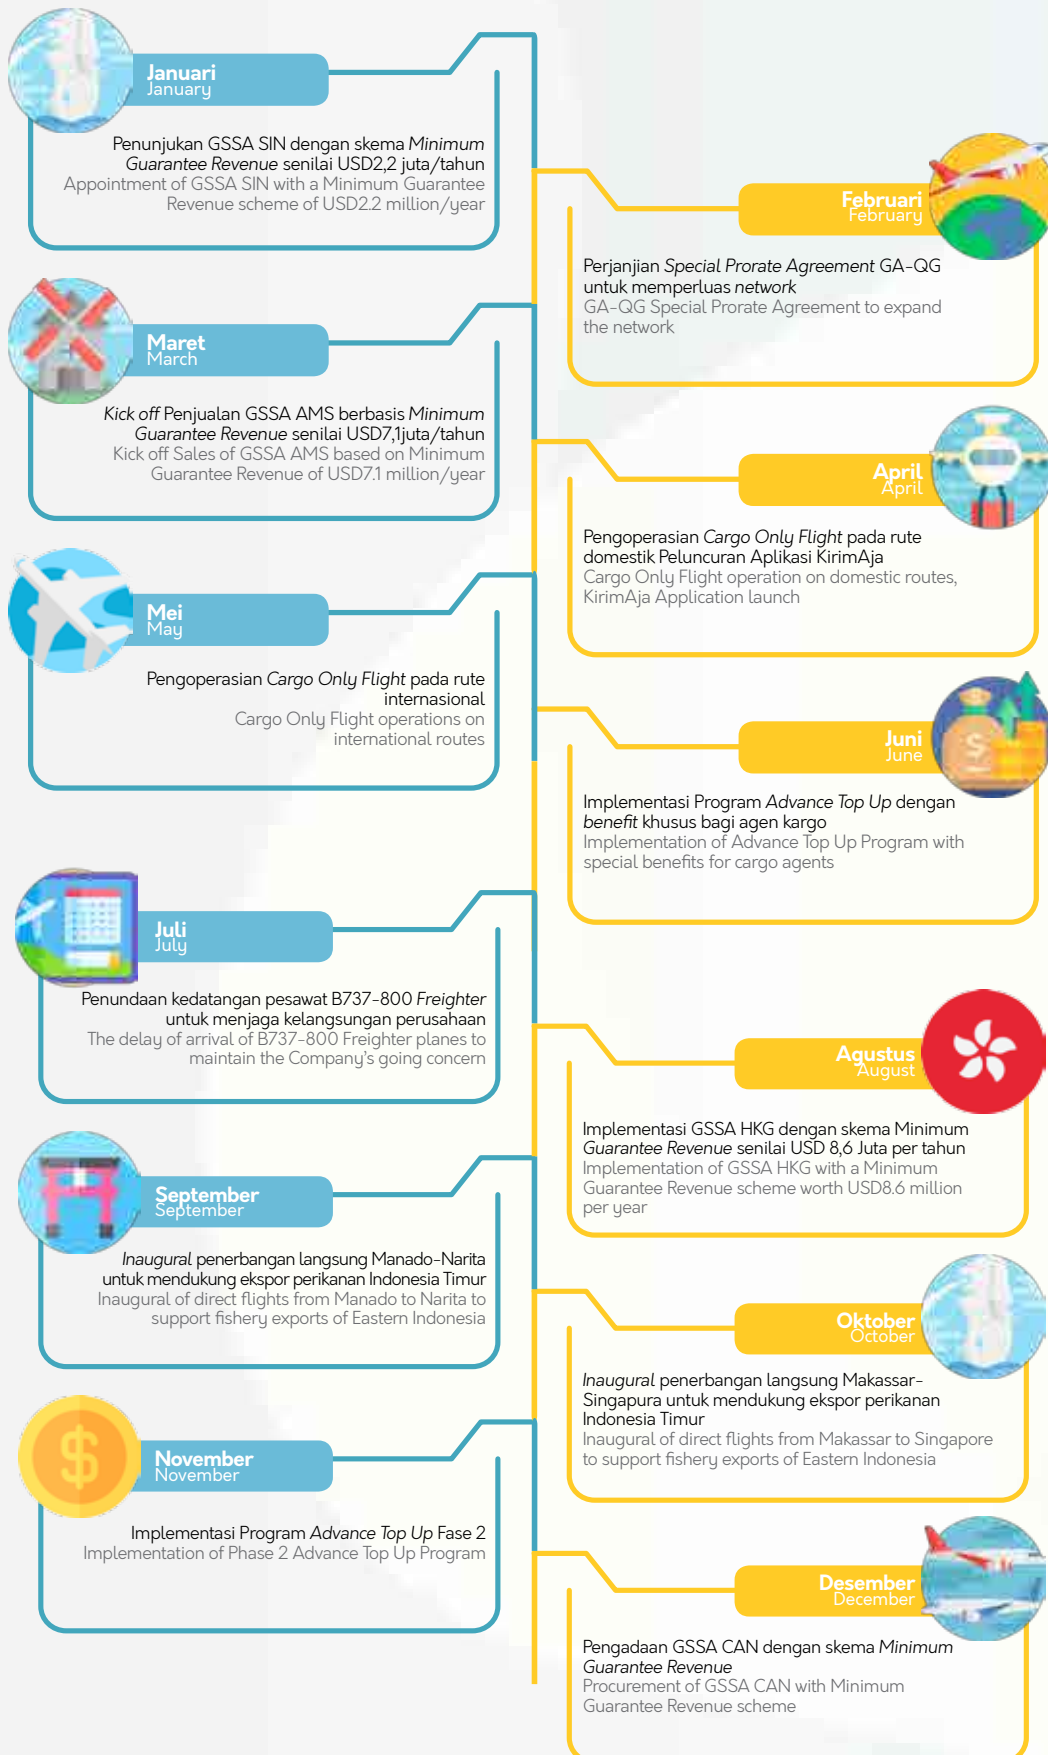 Januari
January
Penunjukan GSSA SIN dengan skema Minimum
Guarantee Revenue senilai USD2,2 juta/tahun
Appointment of GSSA SIN with a Minimum Guarantee
Revenue scheme of USD2.2 million/year
Februari
February
Perjanjian Special Prorate Agreement GA-QG
untuk memperluas network
GA-QG Special Prorate Agreement to expand
the network
Maret
March
Kick off Penjualan GSSA AMS berbasis Minimum
Guarantee Revenue senilai USD7,1juta/tahun
Kick off Sales of GSSA AMS based on Minimum
Guarantee Revenue of USD7.1 million/year
April
April
Pengoperasian Cargo Only Flight pada rute
domestik Peluncuran Aplikasi KirimAja
Cargo Only Flight operation on domestic routes,
KirimAja Application launch
Mei
May
Pengoperasian Cargo Only Flight pada rute
internasional
Cargo Only Flight operations on
international routes
Juni
June
Implementasi Program Advance Top Up dengan
benefit khusus bagi agen kargo
Implementation of Advance Top Up Program with
special benefits for cargo agents
Juli
July
Penundaan kedatangan pesawat B737-800 Freighter
untuk menjaga kelangsungan perusahaan
The delay of arrival of B737-800 Freighter planes to
maintain the Company's going concern
Agustus
August
Implementasi GSSA HKG dengan skema Minimum
Guarantee Revenue senilai USD 8,6 Juta per tahun
Implementation of GSSA HKG with a Minimum
Guarantee Revenue scheme worth USD8.6 million
per year
September
September
Inaugural penerbangan langsung Manado-Narita
untuk mendukung ekspor perikanan Indonesia Timur
Inaugural of direct flights from Manado to Narita to
support fishery exports of Eastern Indonesia
Oktober
October
Inaugural penerbangan langsung Makassar-
Singapura untuk mendukung ekspor perikanan
Indonesia Timur
Inaugural of direct flights from Makassar to Singapore
to support fishery exports of Eastern Indonesia
November
November
Implementasi Program Advance Top Up Fase 2
Implementation of Phase 2 Advance Top Up Program
Desember
December
Pengadaan GSSA CAN dengan skema Minimum
Guarantee Revenue
Procurement of GSSA CAN with Minimum
Guarantee Revenue scheme